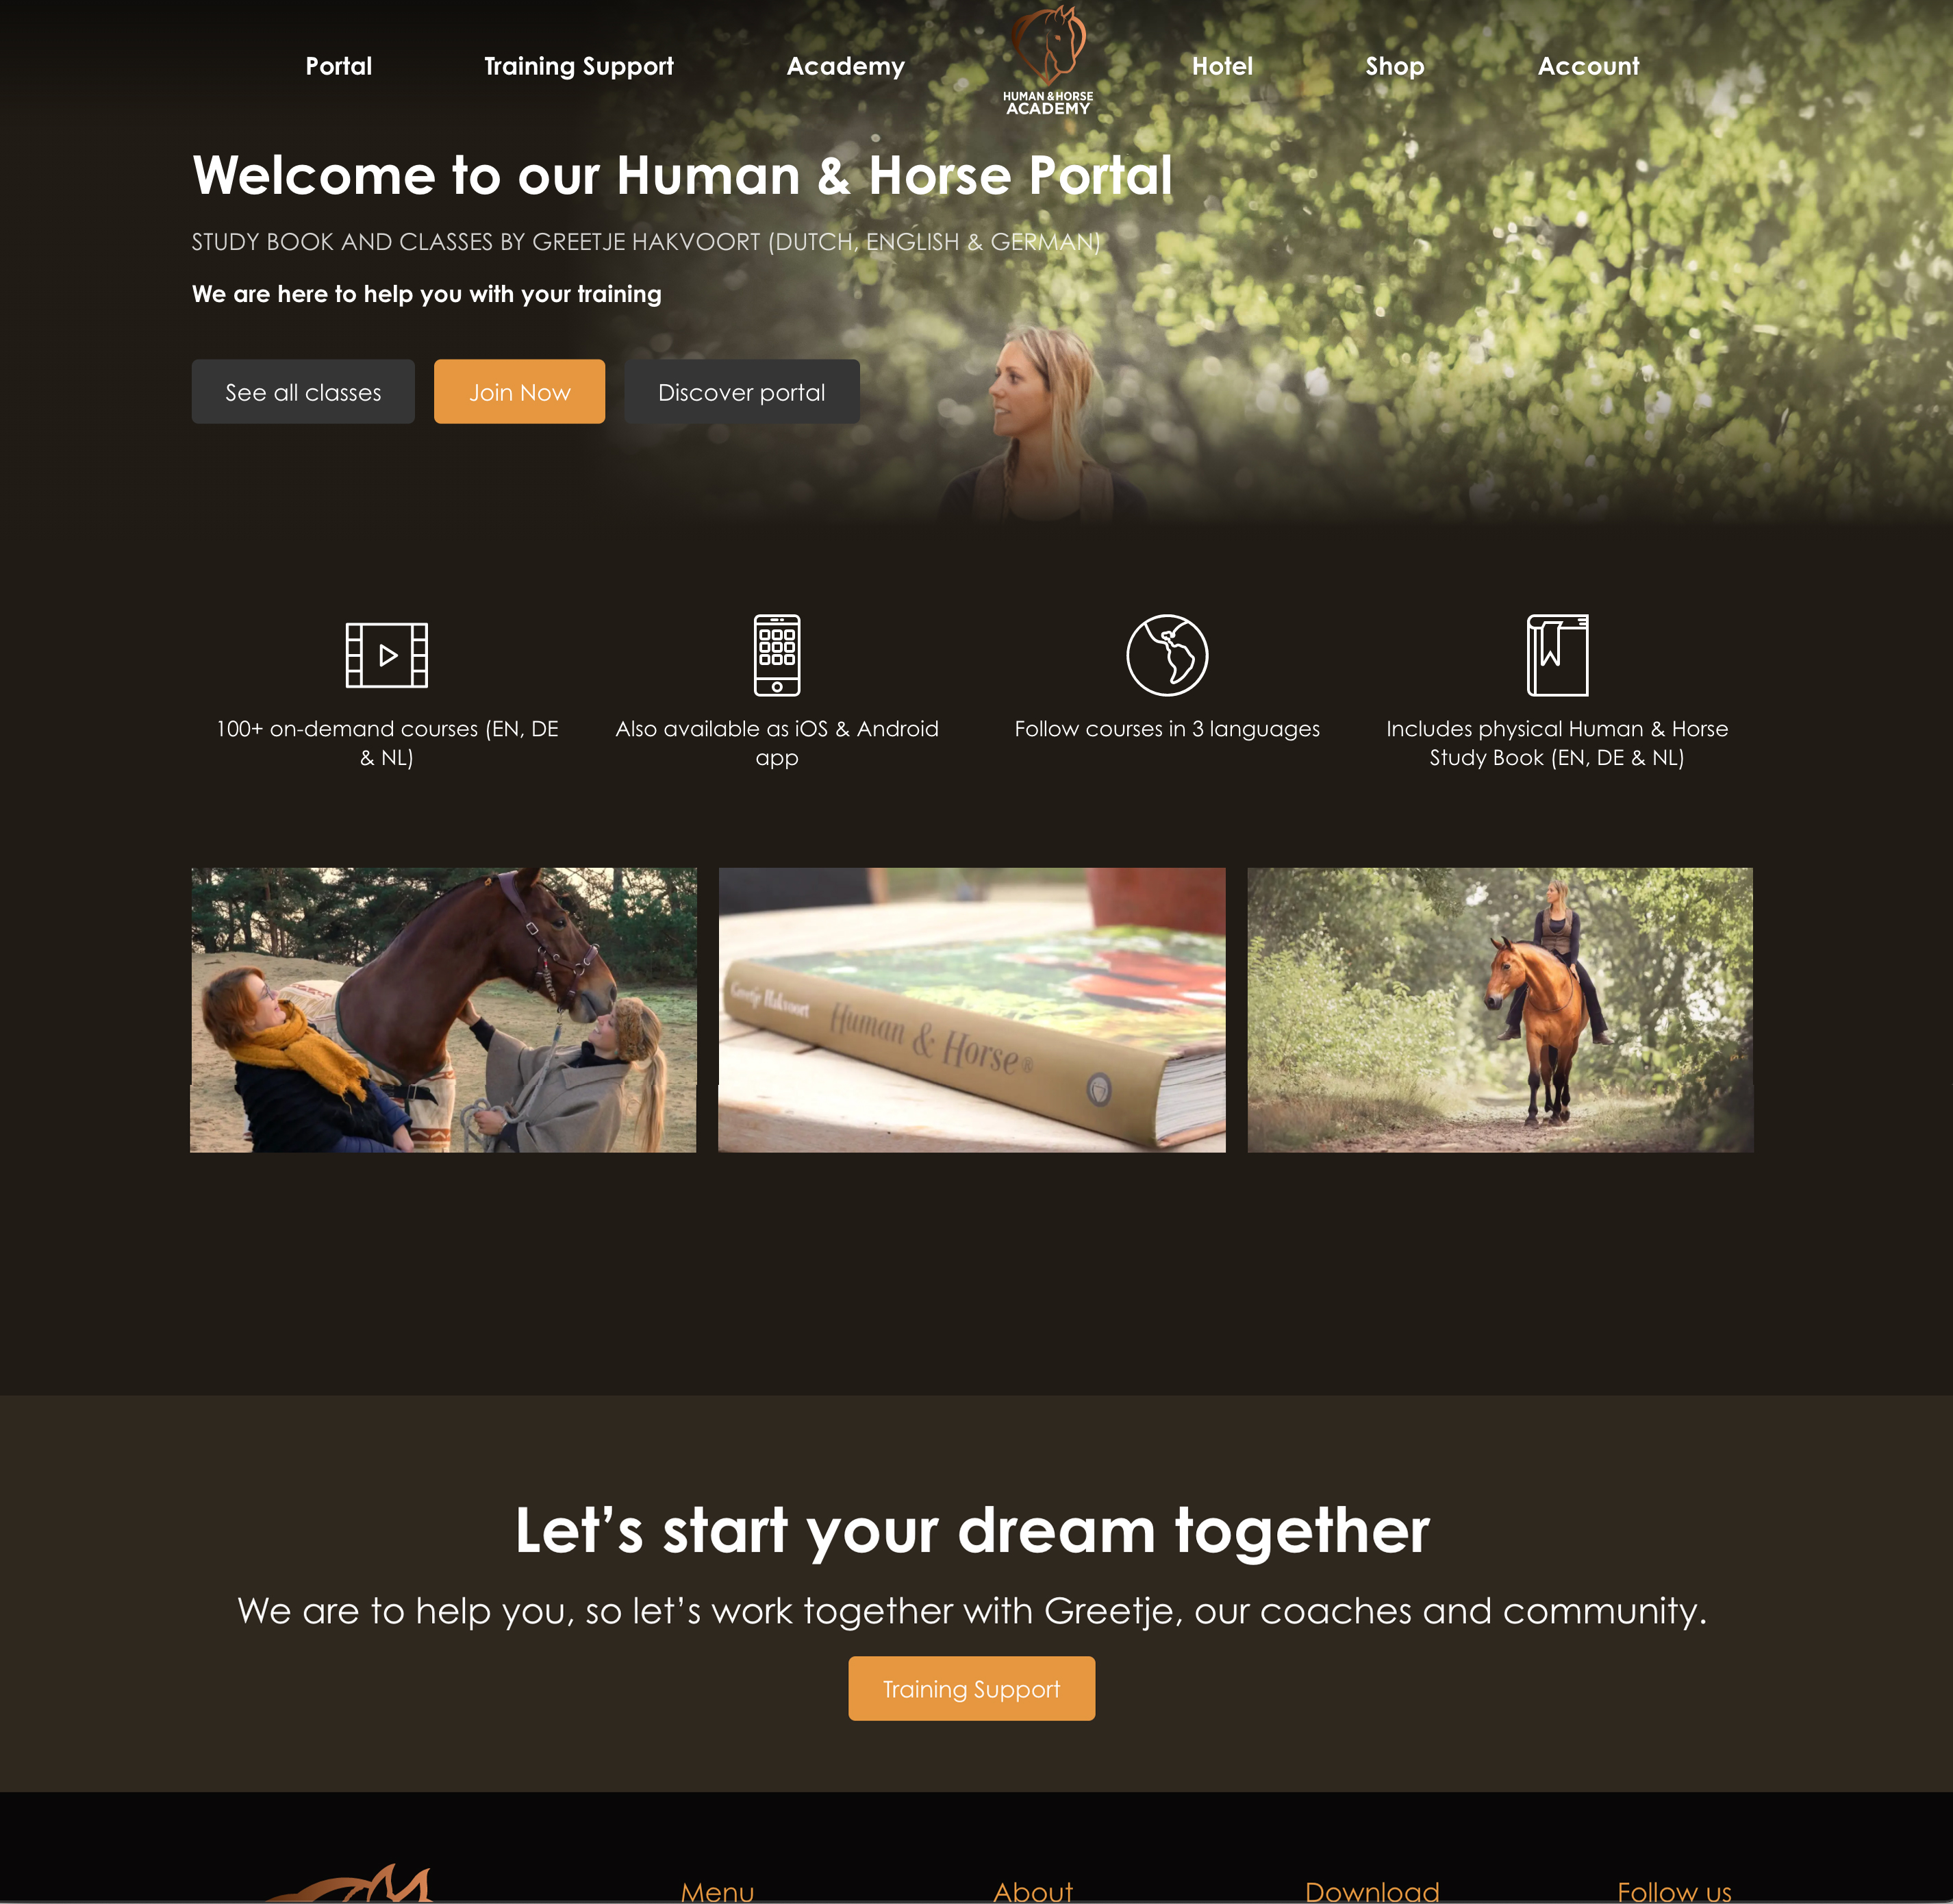 Portal
Training Support
Academy
HUMAN & HORSE
ACADEMY
Hotel
Shop
Account
Welcome to our Human & Horse Portal
STUDY BOOK AND CLASSES BY GREETJE HAKVOORT (DUTCH, ENGLISH & GERMAN)
We are here to help you with your training
See all classes
Join Now
Discover portal
100+ on-demand courses (EN, DE
& NL)
Also available as iOS & Android
app
Follow courses in 3 languages
Includes physical Human & Horse
Study Book (EN, DE & NL)
Greetje Hakvoort
Human & Horse®
Let’s start your dream together
We are to help you, so let’s work together with Greetje, our coaches and community.
Training Support
Menu
About
Download
Follow us